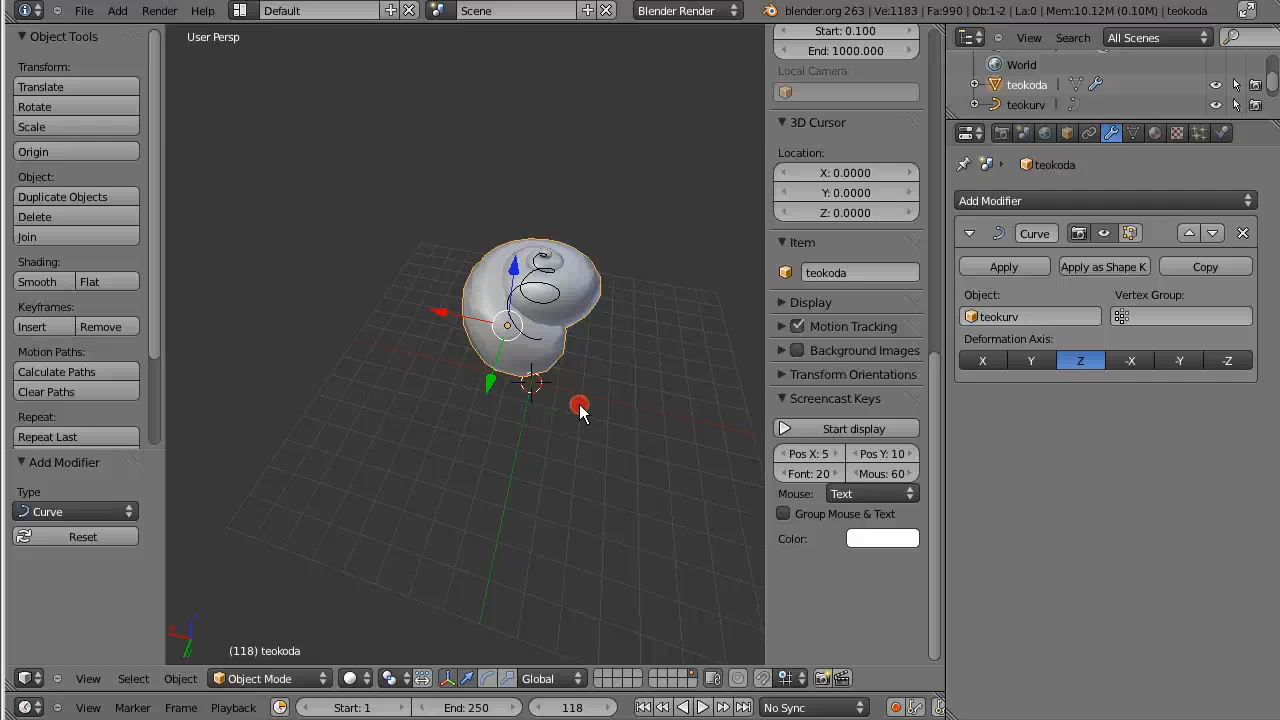 File Add Render Help Default Scene Blender Render blender.org 263 | Ve:1183 | Fa:990 | Ob:1-2 | La:0 | Mem:10.12M (0.10M) | teokoda
Object Tools
Transform:
Translate
Rotate
Scale
Origin
Object:
Duplicate Objects
Delete
Join
Shading:
Smooth Flat
Keyframes:
Insert Remove
Motion Paths:
Calculate Paths
Clear Paths
Repeat:
Repeat Last
Add Modifier
Type
Curve
Reset
User Persp
(118) teokoda
Start: 0.100
End: 1000.000
Local Camera:
3D Cursor
Location:
X: 0.0000
Y: 0.0000
Z: 0.0000
Item
teokoda
Display
Motion Tracking
Background Images
Transform Orientations
Screencast Keys
Start display
Pos X: 5 Pos Y: 10
Font: 20 Mous: 60
Mouse: Text
Group Mouse & Text
Color:
View Search All Scenes
World
teokoda
teokurv
teokoda
Add Modifier
Curve
Apply Apply as Shape K Copy
Object: Vertex Group:
teokurv
Deformation Axis:
X Y Z -X -Y -Z
View Select Object Object Mode Global
View Marker Frame Playback Start: 1 End: 250 118 No Sync